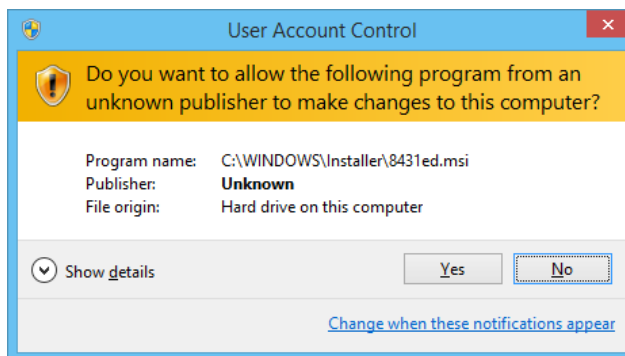 User Account Control
Do you want to allow the following program from an
unknown publisher to make changes to this computer?
Program name: C:\WINDOWS\Installer\8431ed.msi
Publisher: Unknown
File origin: Hard drive on this computer
Show details Yes No
Change when these notifications appear